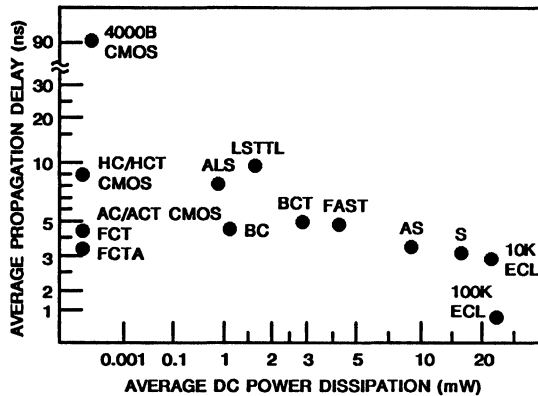 AVERAGE PROPAGATION DELAY (ns)
90
30
20
10
5
3
2
1
4000B
CMOS
HC/HCT
CMOS
AC/ACT CMOS
FCT
FCTA
ALS
LSTTL
BC
BCT
FAST
AS
S
10K
ECL
100K
ECL
0.001
0.1
1
2
3
5
10
20
AVERAGE DC POWER DISSIPATION (mW)